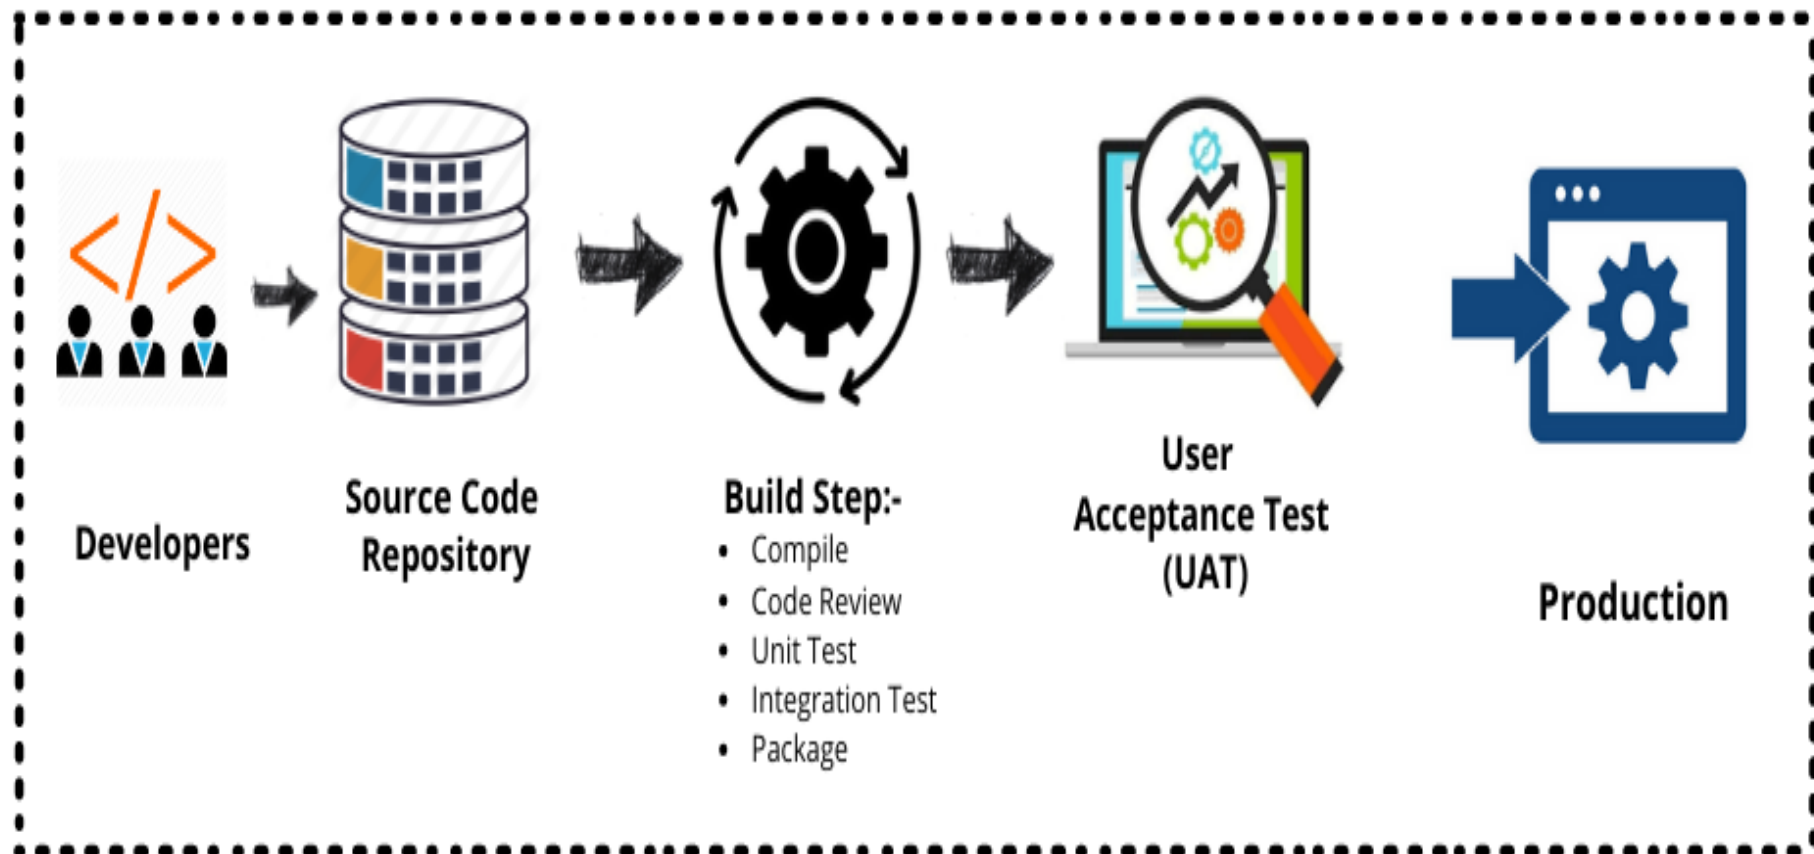 Developers
Source Code
Repository
Build Step:-
• Compile
• Code Review
• Unit Test
• Integration Test
• Package
User
Acceptance Test
(UAT)
Production